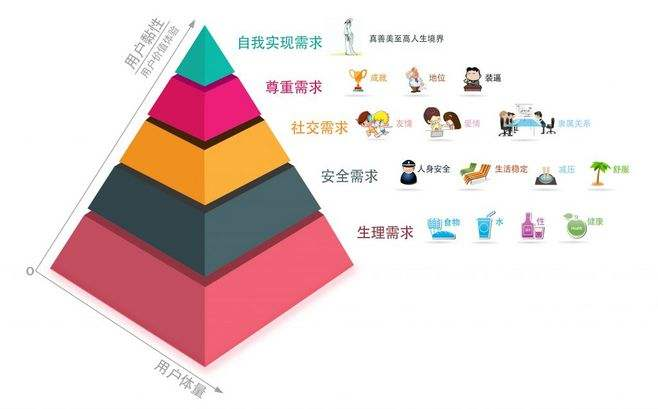 用户黏性
用户价值体验
自我实现需求
真善美至高人生境界
尊重需求
成就 地位 装逼
社交需求
友情 爱情 隶属关系
安全需求
人身安全 生活稳定 减压 舒服
生理需求
食物 水 性 健康
O
用户体量